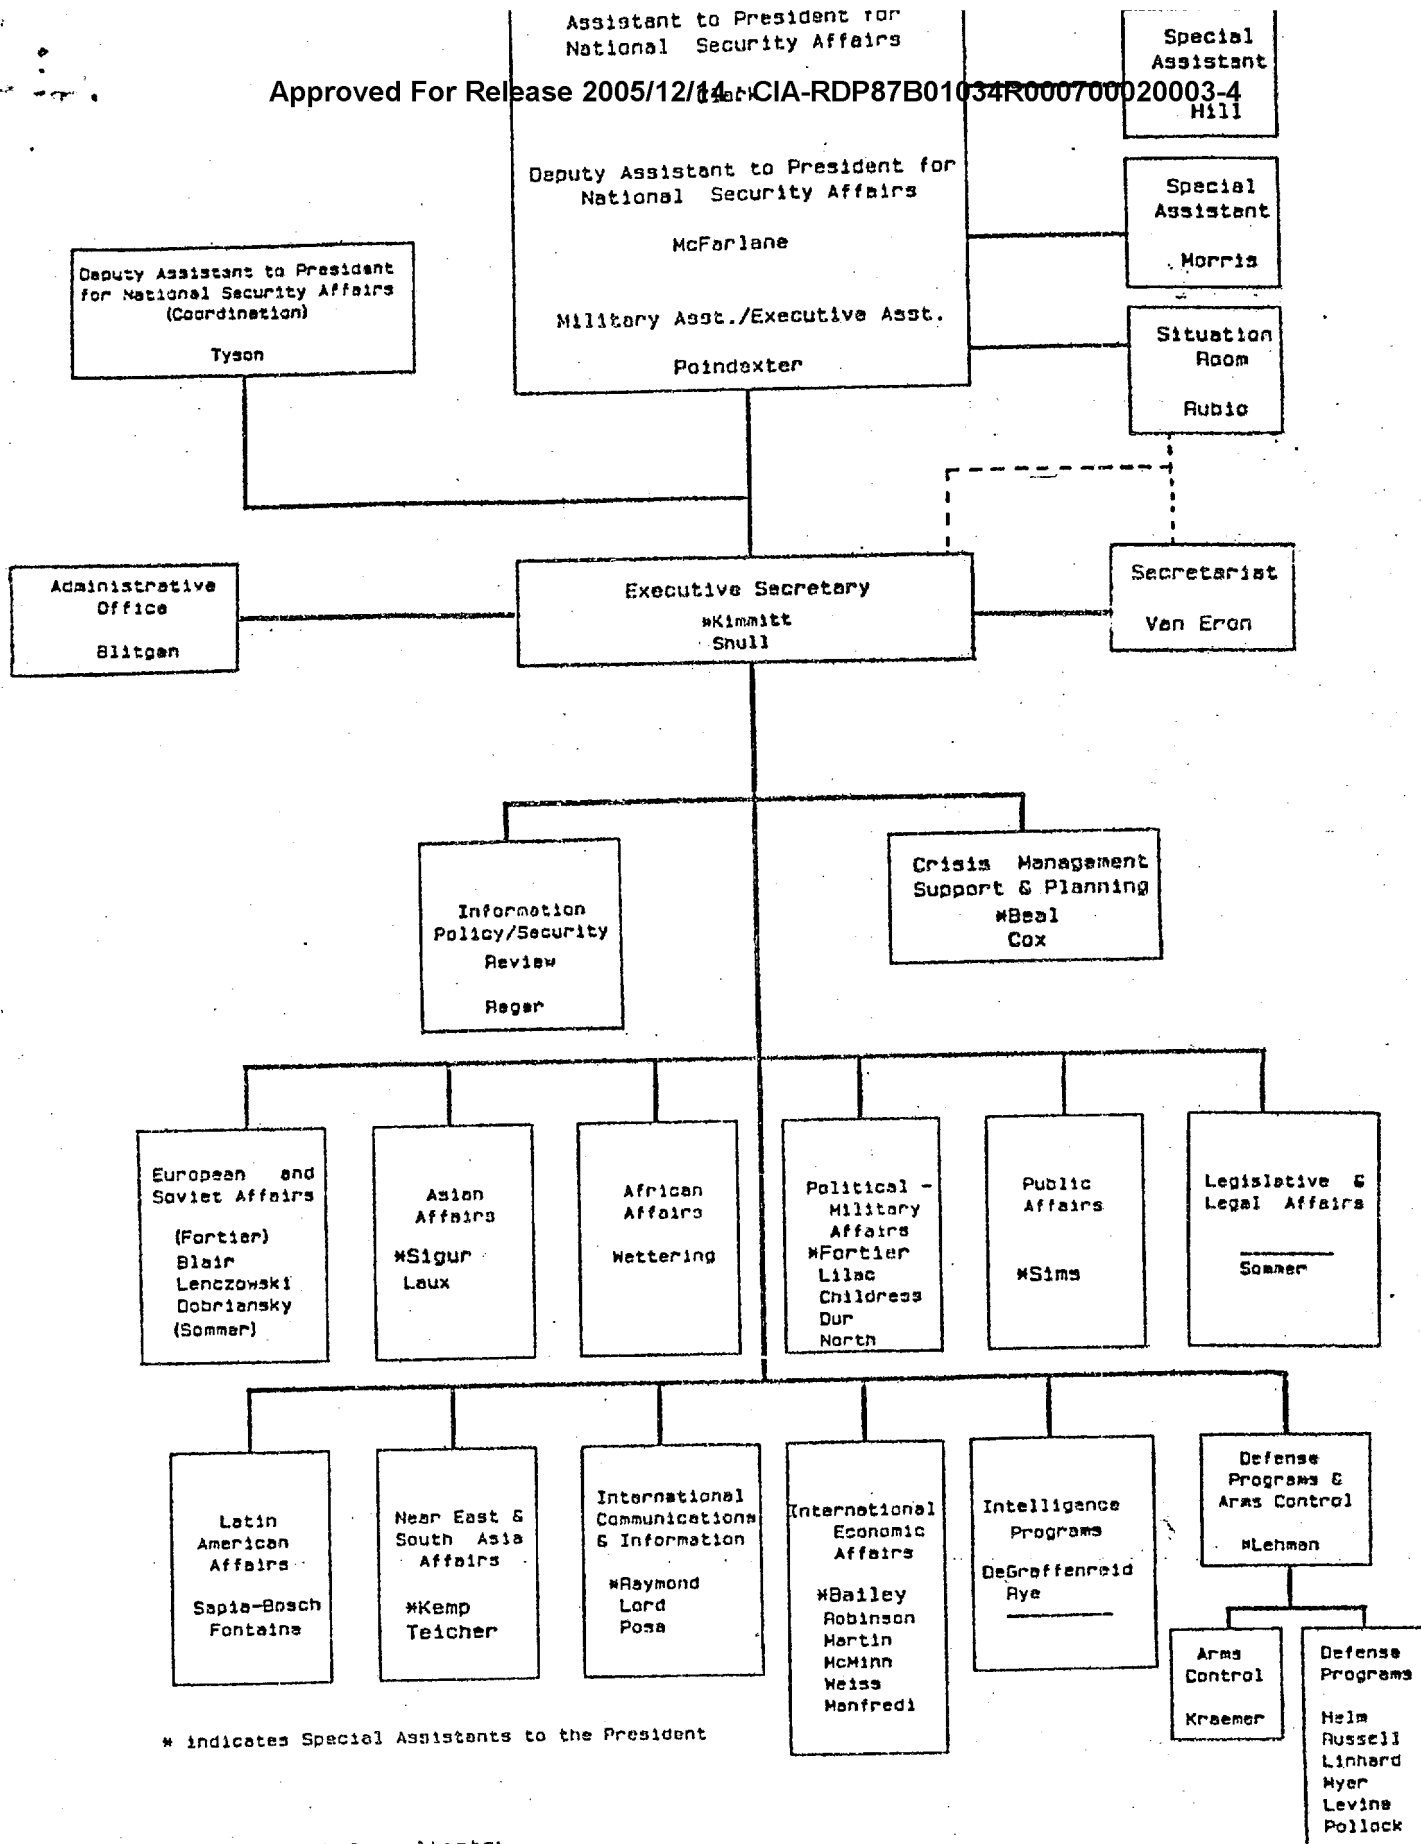 Assistant to President for
National Security Affairs
Approved For Release 2005/12/14 : CIA-RDP87B01034R000700020003-4
Special
Assistant
Hill
Deputy Assistant to President for
National Security Affairs
McFarlane
Special
Assistant
Morris
Deputy Assistant to President
for National Security Affairs
(Coordination)
Tyson
Military Asst./Executive Asst.
Poindexter
Situation
Room
Rubio
Administrative
Office
Blitgen
Executive Secretary
*Kimmitt
Shull
Secretariat
Van Eron
Information
Policy/Security
Review
Reger
Crisis Management
Support & Planning
*Beal
Cox
European and
Soviet Affairs
(Fortier)
Blair
Lenczowski
Dobriansky
(Sommer)
Asian
Affairs
*Sigur
Laux
African
Affairs
Wettering
Political -
Military
Affairs
*Fortier
Lilac
Childress
Dur
North
Public
Affairs
*Sims
Legislative &
Legal Affairs
Sommer
Latin
American
Affairs
Sapia-Bosch
Fontaine
Near East &
South Asia
Affairs
*Kemp
Teicher
International
Communications
& Information
*Raymond
Lord
Posa
International
Economic
Affairs
*Bailey
Robinson
Martin
McMinn
Weiss
Manfredi
Intelligence
Programs
DeGraffenreid
Rye
Defense
Programs &
Arms Control
*Lehman
Arms
Control
Kraemer
Defense
Programs
Helm
Russell
Linhard
Myer
Levine
Pollock
* indicates Special Assistants to the President